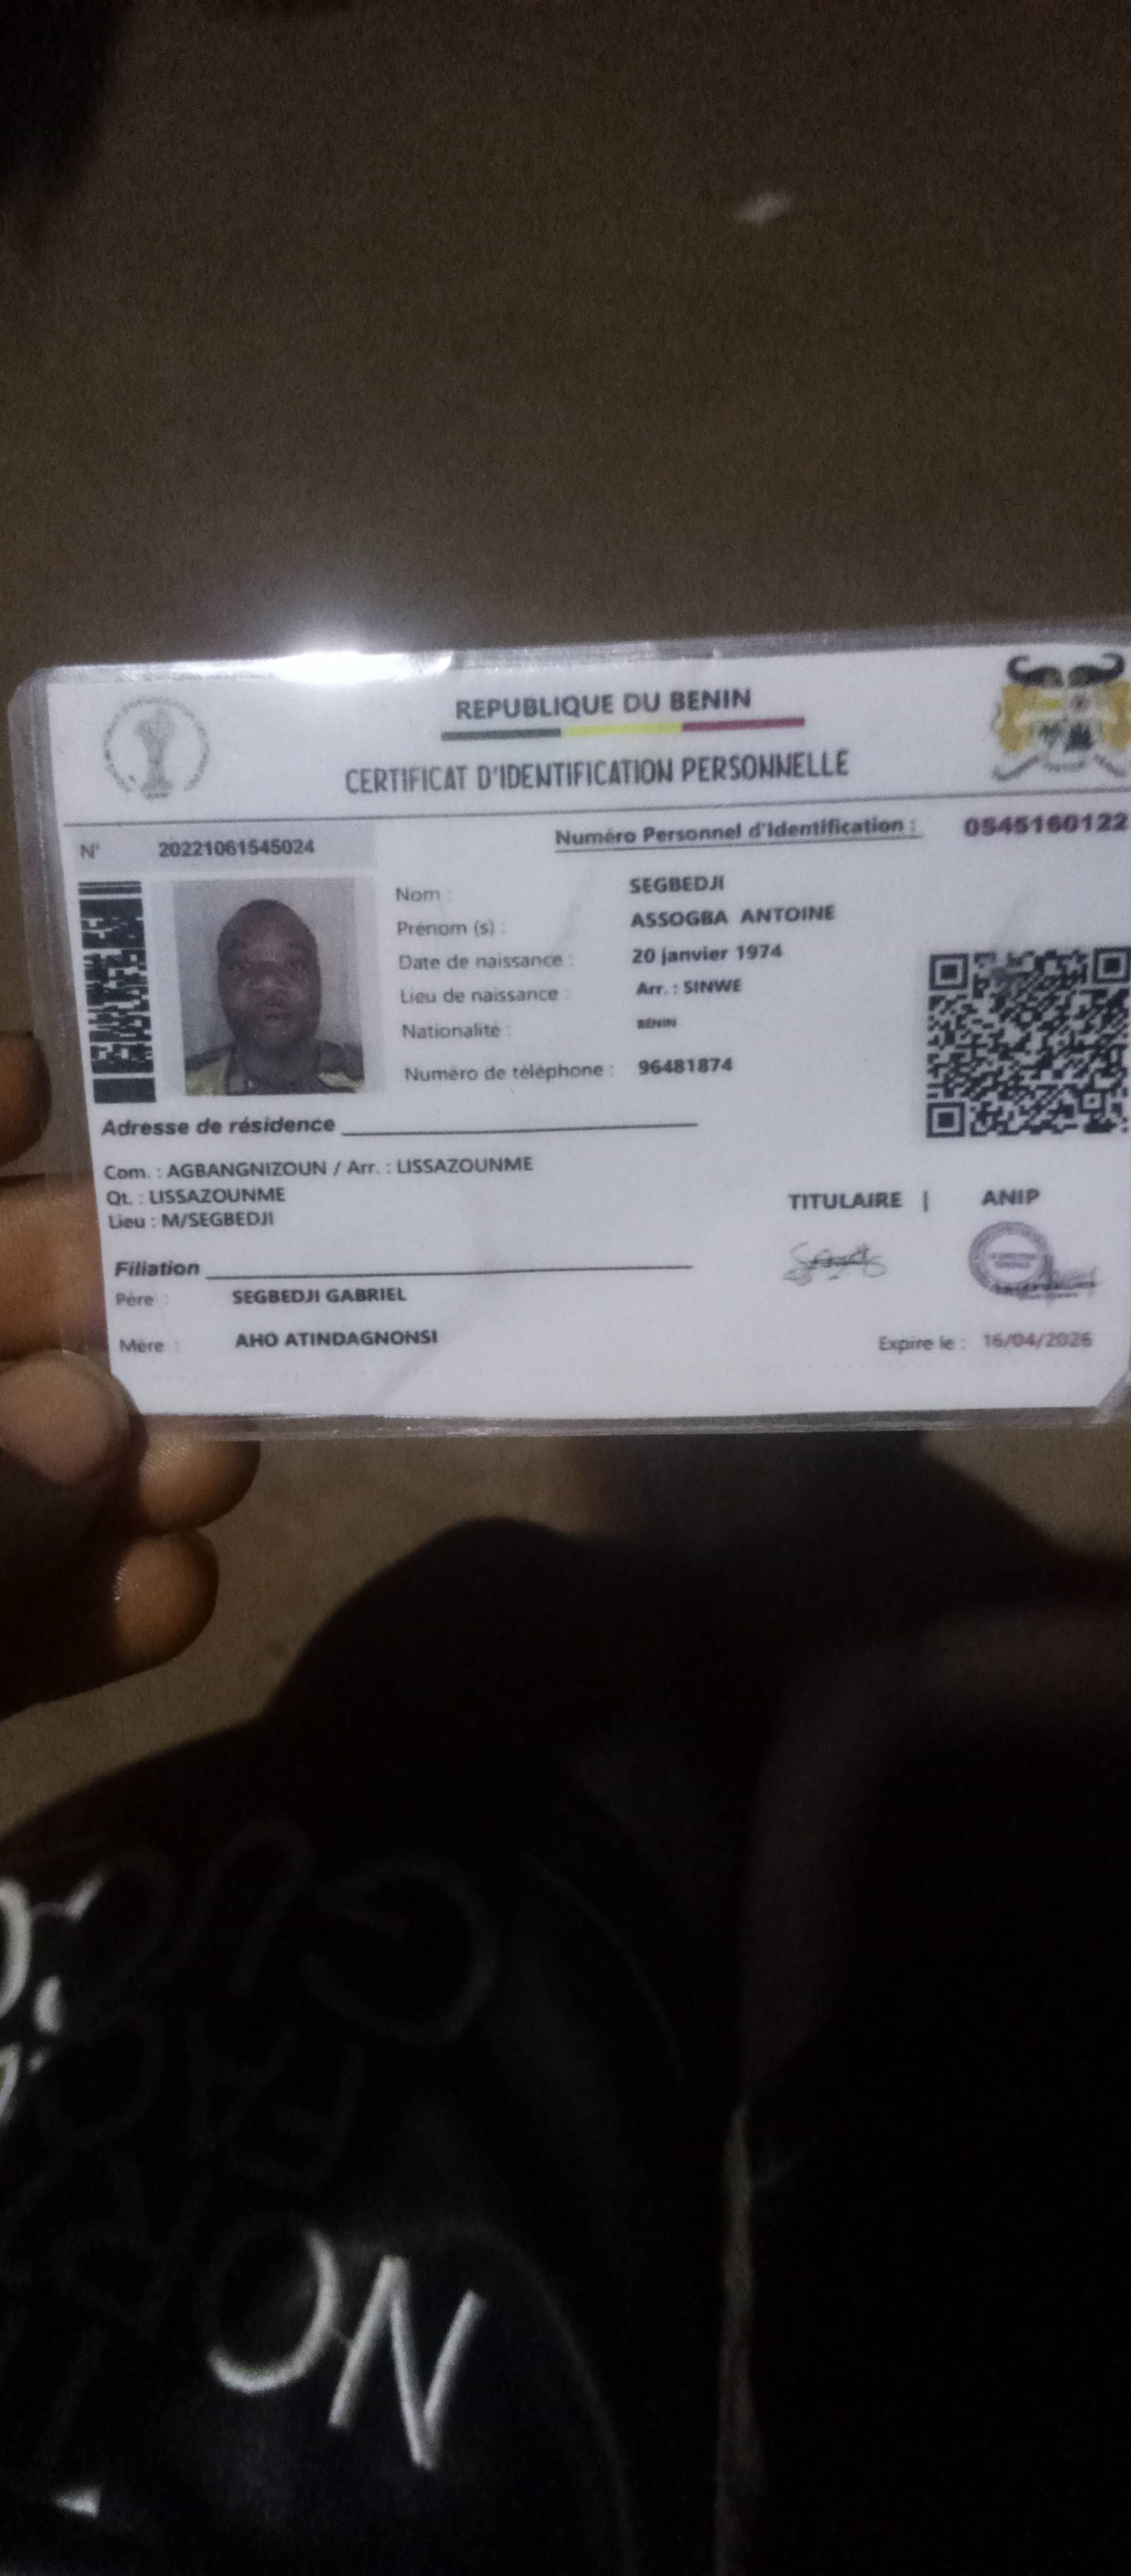 REPUBLIQUE DU BENIN
CERTIFICAT D'IDENTIFICATION PERSONNELLE
N° 20221061545024
Numéro Personnel d'Identification : 0545160122
Nom : SEGBEDJI
Prénom (s) : ASSOGBA ANTOINE
Date de naissance : 20 janvier 1974
Lieu de naissance : Arr. : SINWE
Nationalité : BENIN
Numéro de téléphone : 96481874
Adresse de résidence
Com. : AGBANGNIZOUN / Arr. : LISSAZOUNME
Qt. : LISSAZOUNME
Lieu : M/SEGBEDJI
TITULAIRE | ANIP
Filiation
Père : SEGBEDJI GABRIEL
Mère : AHO ATINDAGNONSI
Expire le : 16/04/2026
ON